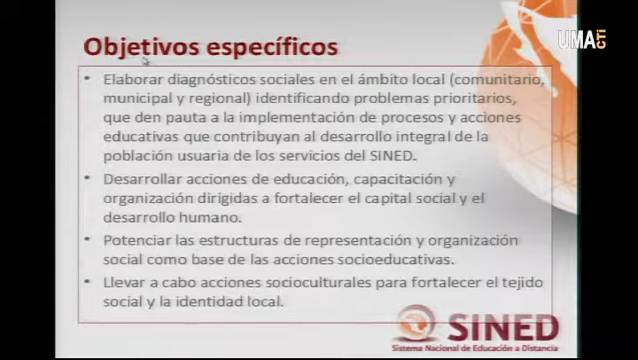 UMA CTI
Objetivos específicos
• Elaborar diagnósticos sociales en el ámbito local (comunitario,
municipal y regional) identificando problemas prioritarios,
que den pauta a la implementación de procesos y acciones
educativas que contribuyan al desarrollo integral de la
población usuaria de los servicios del SINED.
• Desarrollar acciones de educación, capacitación y
organización dirigidas a fortalecer el capital social y el
desarrollo humano.
• Potenciar las estructuras de representación y organización
social como base de las acciones socioeducativas.
• Llevar a cabo acciones socioculturales para fortalecer el tejido
social y la identidad local.
SINED
Sistema Nacional de Educación a Distancia